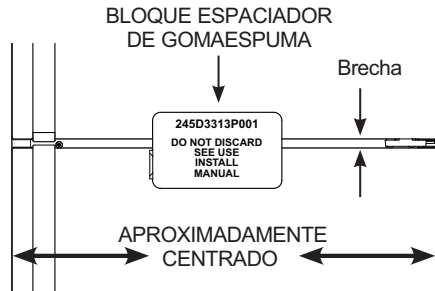 BLOQUE ESPACIADOR
DE GOMAESPUMA
Brecha
245D3313P001
DO NOT DISCARD
SEE USE
INSTALL
MANUAL
APROXIMADAMENTE
CENTRADO